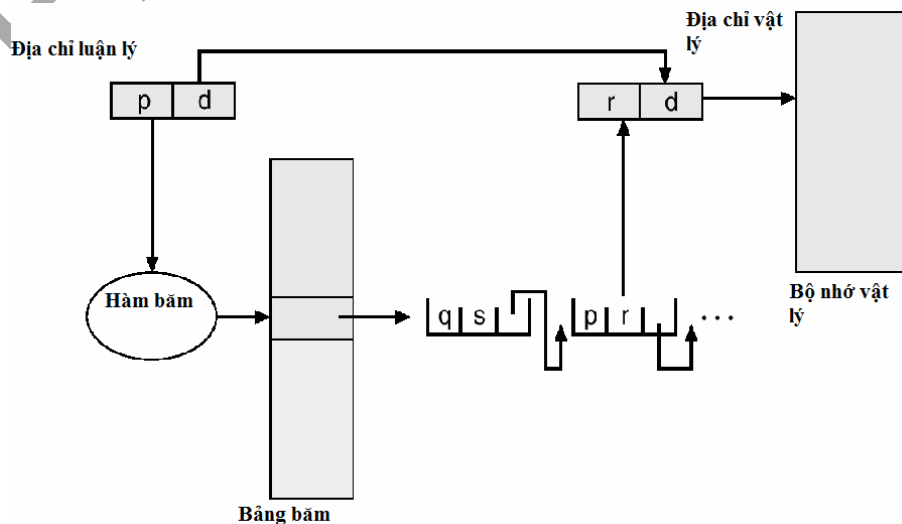 Địa chỉ luận lý
Địa chỉ vật
lý
p d
r d
Hàm băm
q s
p r
...
Bộ nhớ vật
lý
Bảng băm